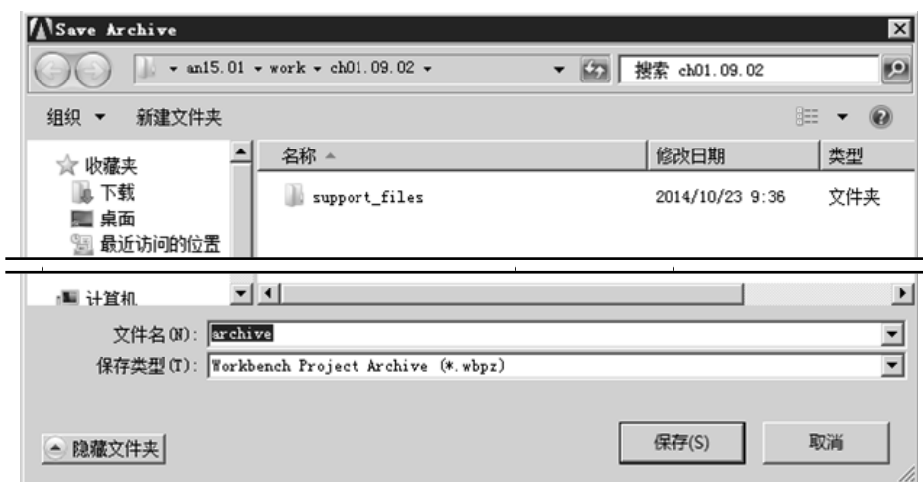 Save Archive
an15.01 work ch01.09.02 搜索 ch01.09.02
组织 新建文件夹
名称 修改日期 类型
收藏夹
下载
桌面
最近访问的位置
support_files 2014/10/23 9:36 文件夹
计算机
文件名(N): archive
保存类型(T): Workbench Project Archive (*.wbpz)
隐藏文件夹 保存(S) 取消